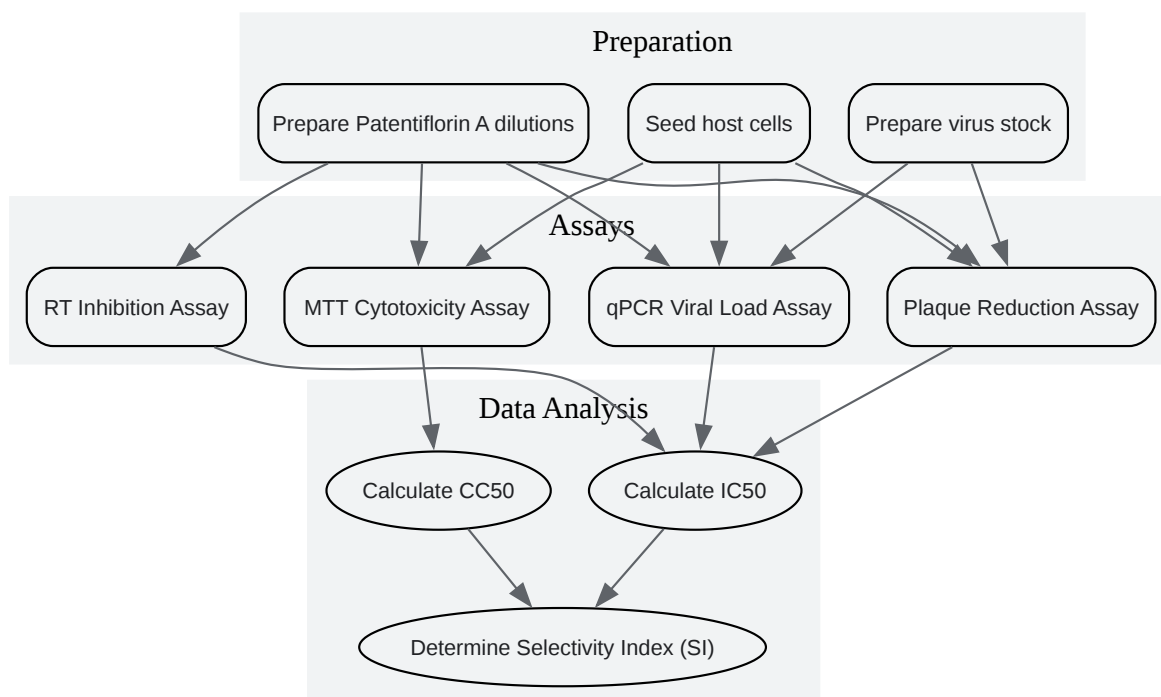 Preparation
Prepare Patentiflorin A dilutions
Seed host cells
Prepare virus stock
Assays
RT Inhibition Assay
MTT Cytotoxicity Assay
qPCR Viral Load Assay
Plaque Reduction Assay
Data Analysis
Calculate CC50
Calculate IC50
Determine Selectivity Index (SI)